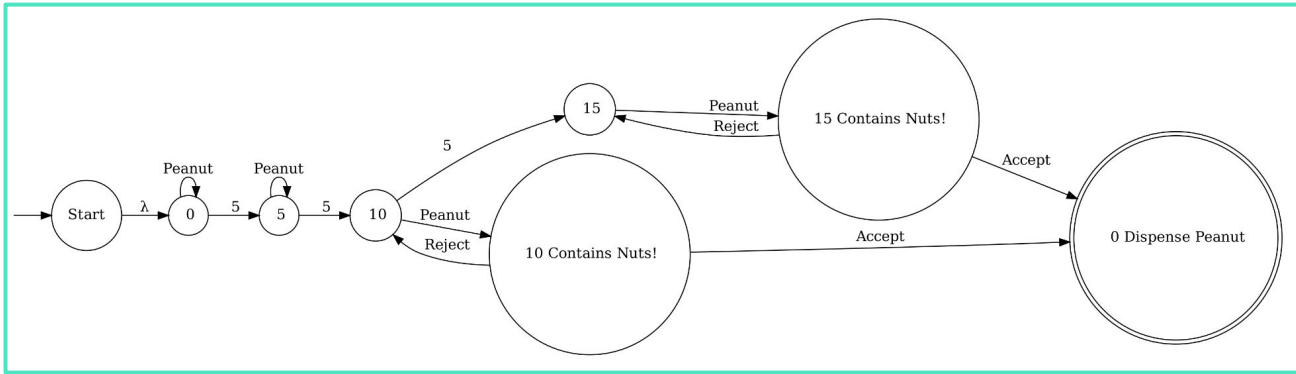 Start
λ
Peanut
0
5
Peanut
5
5
10
5
15
Peanut
Reject
15 Contains Nuts!
Accept
Peanut
Reject
10 Contains Nuts!
Accept
0 Dispense Peanut